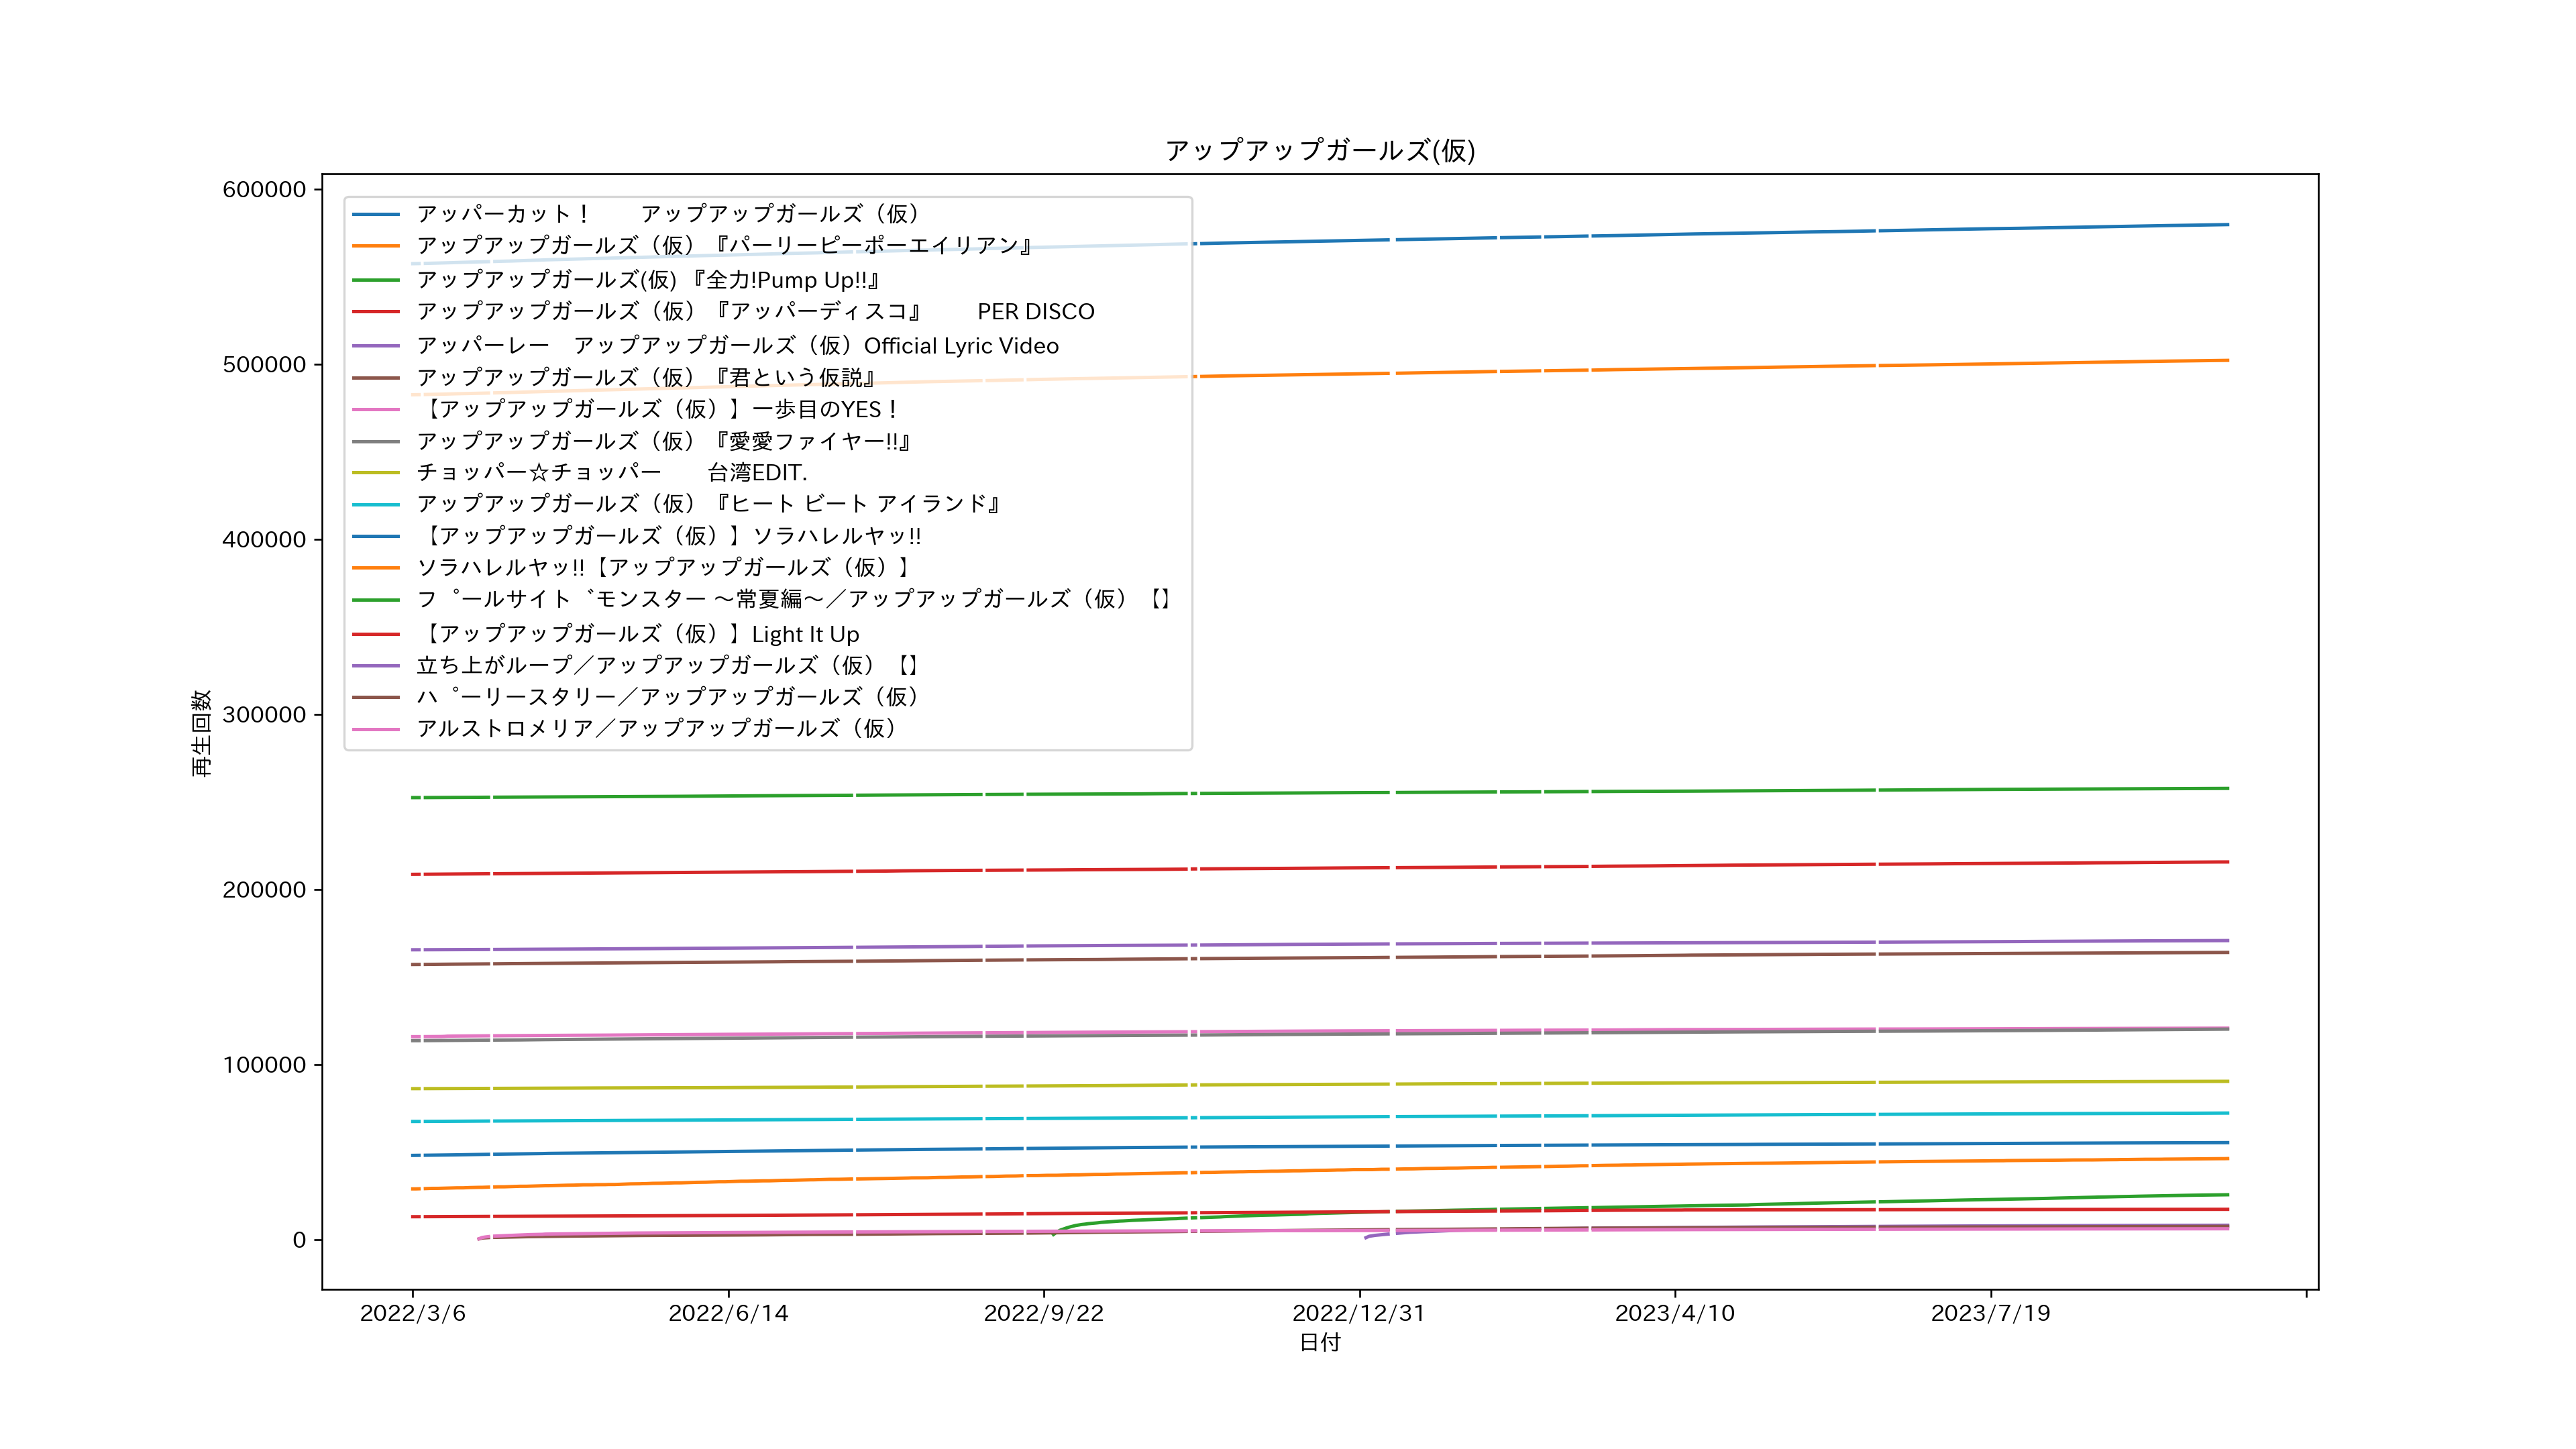 アップアップガールズ(仮)
600000
500000
400000
300000
200000
100000
0
再生回数
アッパーカット！　　アップアップガールズ（仮）
アップアップガールズ（仮）『パーリーピーポーエイリアン』
アップアップガールズ(仮) 『全力!Pump Up!!』
アップアップガールズ（仮）『アッパーディスコ』　　PER DISCO
アッパーレー　アップアップガールズ（仮）Official Lyric Video
アップアップガールズ（仮）『君という仮説』
【アップアップガールズ（仮）】一歩目のYES！
アップアップガールズ（仮）『愛愛ファイヤー!!』
チョッパー☆チョッパー　　台湾EDIT.
アップアップガールズ（仮）『ヒート ビート アイランド』
【アップアップガールズ（仮）】ソラハレルヤッ!!
ソラハレルヤッ!!【アップアップガールズ（仮）】
フ゜ールサイト゛モンスター ～常夏編～／アップアップガールズ（仮）【】
【アップアップガールズ（仮）】Light It Up
立ち上がループ／アップアップガールズ（仮）【】
ハ゜ーリースタリー／アップアップガールズ（仮）
アルストロメリア／アップアップガールズ（仮）
2022/3/6
2022/6/14
2022/9/22
2022/12/31
2023/4/10
2023/7/19
日付